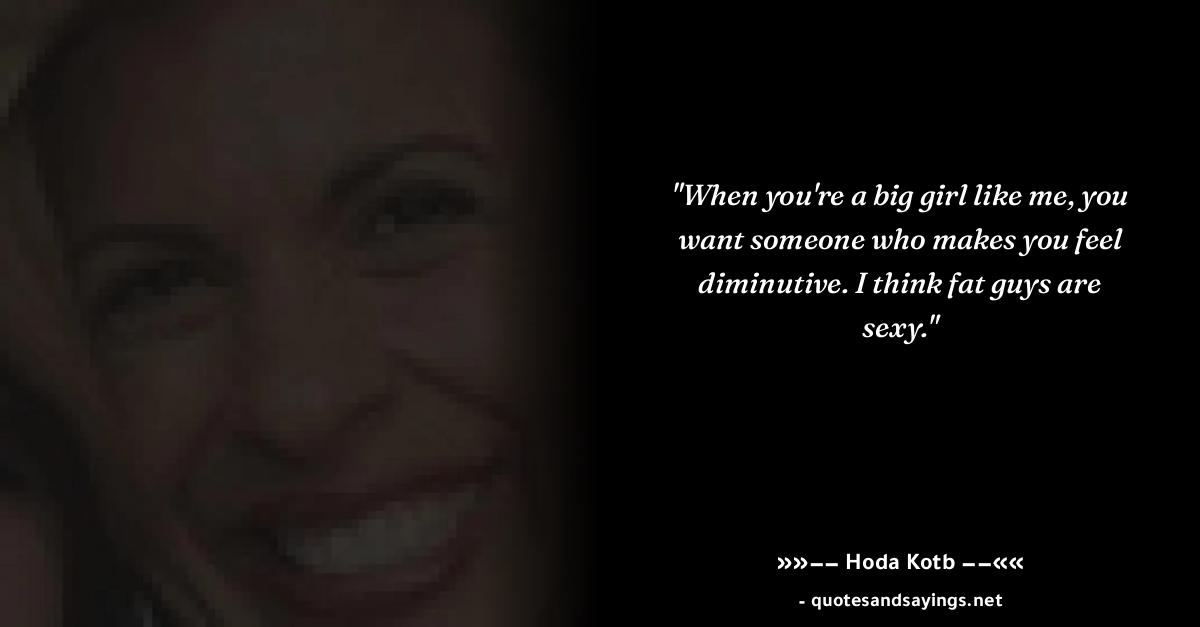 "When you're a big girl like me, you
want someone who makes you feel
diminutive. I think fat guys are
sexy."
»»−− Hoda Kotb −−««
- quotesandsayings.net